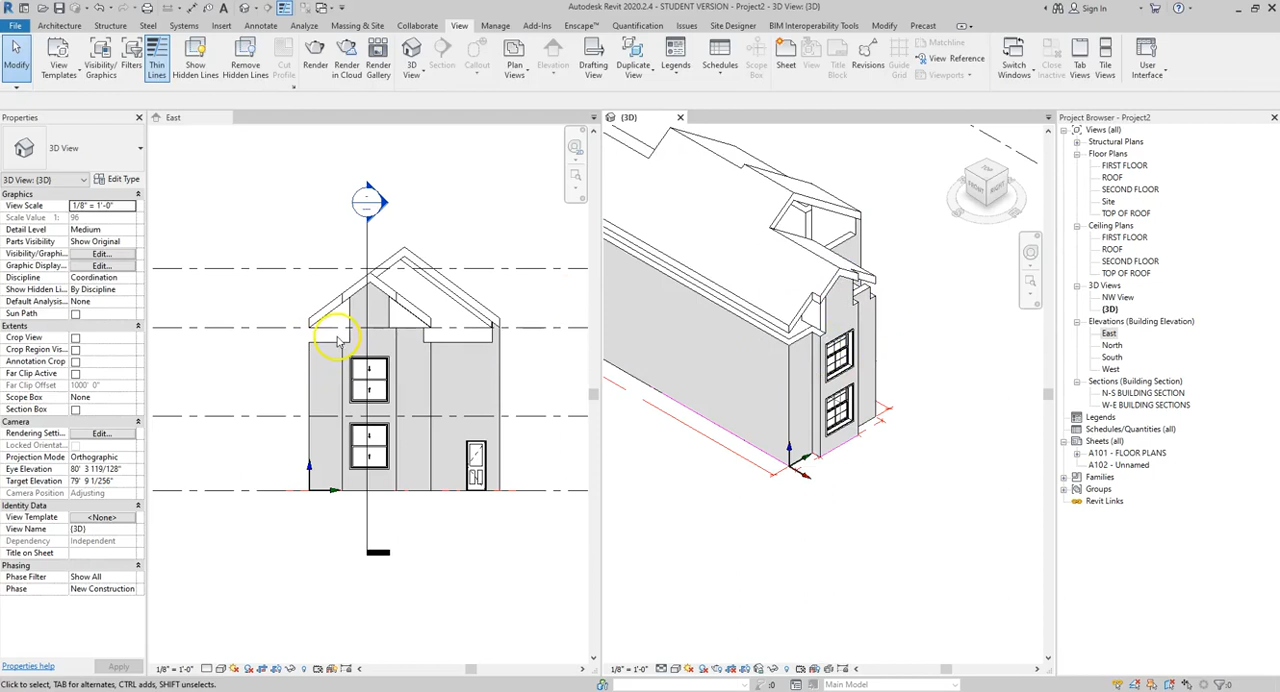 Autodesk Revit 2020.2.4 - STUDENT VERSION - Project2 - 3D View: {3D}
Sign In
File Architecture Structure Steel Systems Insert Annotate Analyze Massing & Site Collaborate View Manage Add-Ins Enscape™ Quantification Issues Site Designer BIM Interoperability Tools Modify Precast
Modify
View Templates
Visibility/ Graphics
Filters
Thin Lines
Show Hidden Lines
Remove Hidden Lines
Cut Profile
Render
Render in Cloud
Render Gallery
3D View
Section
Callout
Plan Views
Elevation
Drafting View
Duplicate View
Legends
Schedules
Scope Box
Sheet
View
Title Block
Revisions
Guide Grid
Matchline
View Reference
Viewports
Switch Windows
Close Inactive
Tab Views
Tile Views
User Interface
Properties
3D View
3D View: {3D} Edit Type
Graphics
View Scale 1/8" = 1'-0"
Scale Value 1: 96
Detail Level Medium
Parts Visibility Show Original
Visibility/Graphi... Edit...
Graphic Display... Edit...
Discipline Coordination
Show Hidden Li... By Discipline
Default Analysis... None
Sun Path
Extents
Crop View
Crop Region Vis...
Annotation Crop
Far Clip Active
Far Clip Offset 1000' 0"
Scope Box None
Section Box
Camera
Rendering Setti... Edit...
Locked Orientat...
Projection Mode Orthographic
Eye Elevation 80' 3 119/128"
Target Elevation 79' 9 1/256"
Camera Position Adjusting
Identity Data
View Template <None>
View Name {3D}
Dependency Independent
Title on Sheet
Phasing
Phase Filter Show All
Phase New Construction
Properties help Apply
East
{3D}
TOP
FRONT
RIGHT
1/8" = 1'-0"
1/8" = 1'-0"
Project Browser - Project2
Views (all)
Structural Plans
Floor Plans
FIRST FLOOR
ROOF
SECOND FLOOR
Site
TOP OF ROOF
Ceiling Plans
FIRST FLOOR
ROOF
SECOND FLOOR
TOP OF ROOF
3D Views
NW View
{3D}
Elevations (Building Elevation)
East
North
South
West
Sections (Building Section)
N-S BUILDING SECTION
W-E BUILDING SECTIONS
Legends
Schedules/Quantities (all)
Sheets (all)
A101 - FLOOR PLANS
A102 - Unnamed
Families
Groups
Revit Links
Click to select, TAB for alternates, CTRL adds, SHIFT unselects.
:0
Main Model
:0